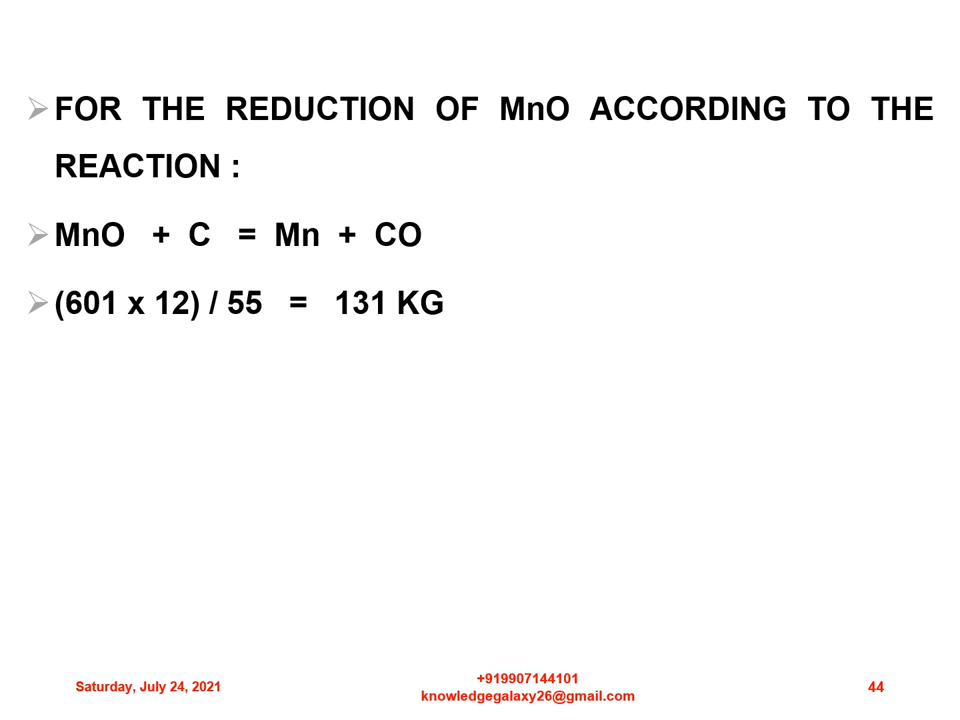 FOR THE REDUCTION OF MnO ACCORDING TO THE
REACTION :
MnO + C = Mn + CO
(601 x 12) / 55 = 131 KG
Saturday, July 24, 2021
+919907144101
knowledgegalaxy26@gmail.com
44